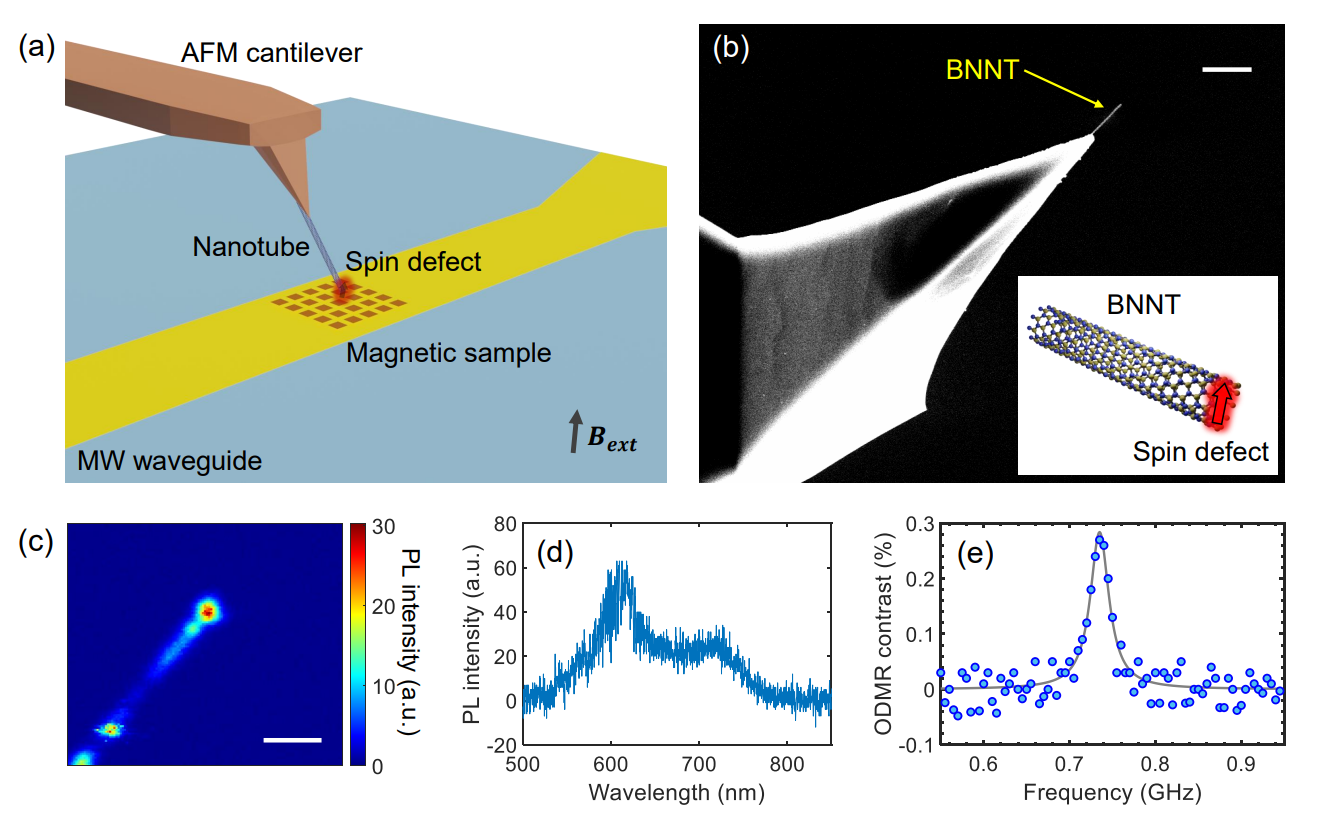 (a)
AFM cantilever
Nanotube
Spin defect
Magnetic sample
MW waveguide
B_ext
(b)
BNNT
BNNT
Spin defect
(c)
30
20
10
0
PL intensity (a.u.)
(d)
80
60
40
20
0
-20
500 600 700 800
PL intensity (a.u.)
Wavelength (nm)
(e)
0.3
0.2
0.1
0
-0.1
0.6 0.7 0.8 0.9
ODMR contrast (%)
Frequency (GHz)